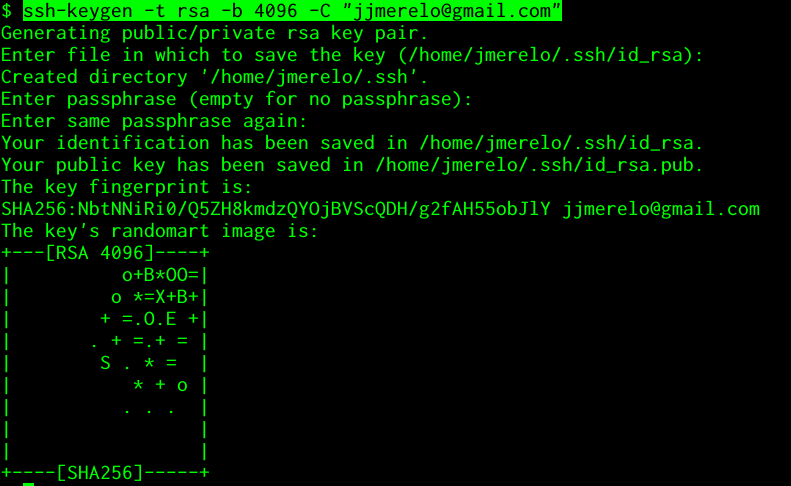 $ ssh-keygen -t rsa -b 4096 -C "jjmerelo@gmail.com"
Generating public/private rsa key pair.
Enter file in which to save the key (/home/jmerelo/.ssh/id_rsa):
Created directory '/home/jmerelo/.ssh'.
Enter passphrase (empty for no passphrase):
Enter same passphrase again:
Your identification has been saved in /home/jmerelo/.ssh/id_rsa.
Your public key has been saved in /home/jmerelo/.ssh/id_rsa.pub.
The key fingerprint is:
SHA256:NbtNNiRi0/Q5ZH8kmdzQYOjBVScQDH/g2fAH55obJlY jjmerelo@gmail.com
The key's randomart image is:
+---[RSA 4096]----+
|          o+B*OO=|
|         o *=X+B+|
|        + =.O.E +|
|       . + =.+ = |
|        S . * =  |
|           * + o |
|          . . .  |
|                 |
|                 |
+----[SHA256]-----+